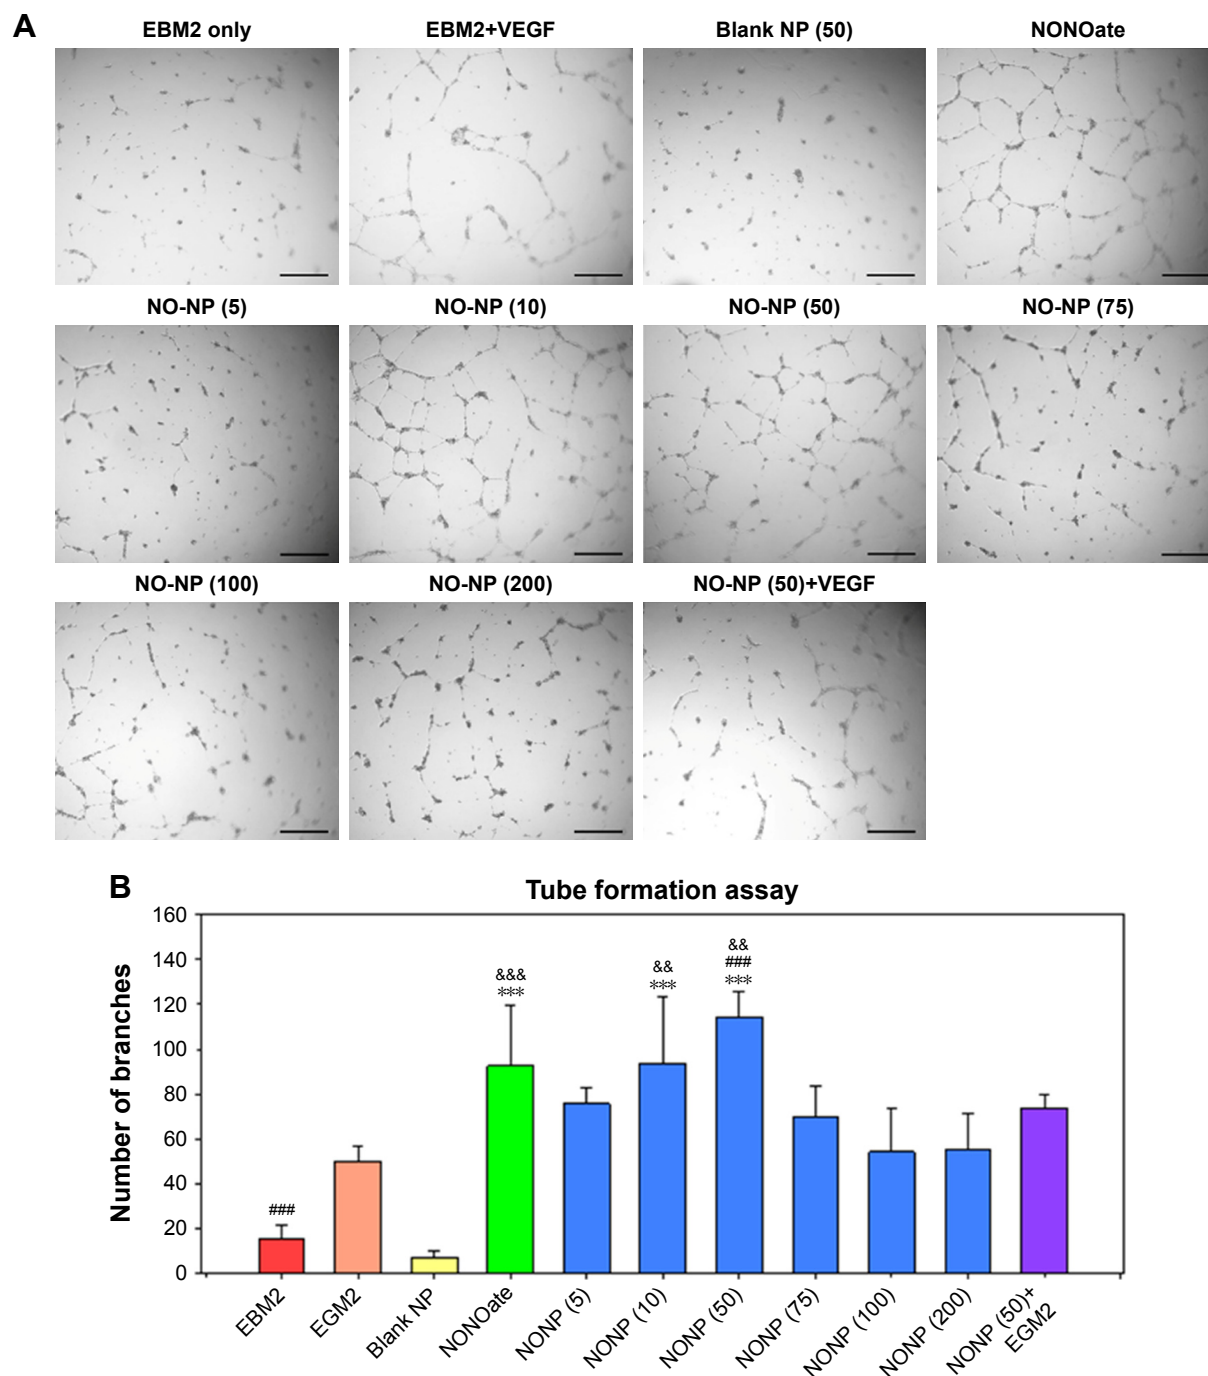 A
EBM2 only
EBM2+VEGF
Blank NP (50)
NONOate
NO-NP (5)
NO-NP (10)
NO-NP (50)
NO-NP (75)
NO-NP (100)
NO-NP (200)
NO-NP (50)+VEGF
B
Tube formation assay
Number of branches
160
140
120
100
80
60
40
20
0
###
&&&
***
&&
***
&&
###
***
EBM2
EGM2
Blank NP
NONOate
NONP (5)
NONP (10)
NONP (50)
NONP (75)
NONP (100)
NONP (200)
NONP (50)+
EGM2